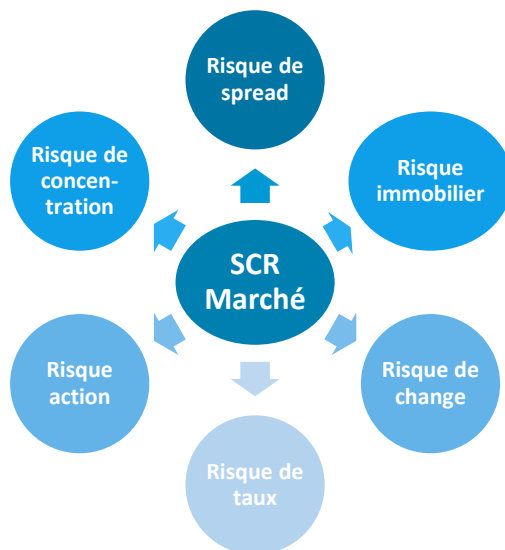 Risque de
spread
Risque de
concen-
tration
Risque
immobilier
SCR
Marché
Risque
action
Risque de
change
Risque de
taux